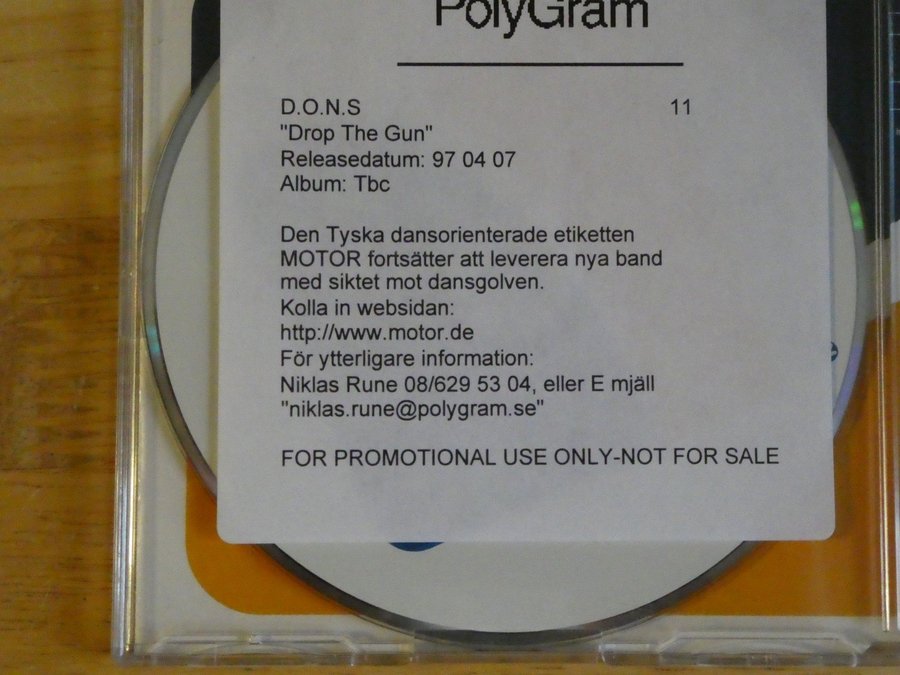 PolyGram
D.O.N.S 11
"Drop The Gun"
Releasedatum: 97 04 07
Album: Tbc
Den Tyska dansorienterade etiketten
MOTOR fortsätter att leverera nya band
med siktet mot dansgolven.
Kolla in websidan:
http://www.motor.de
För ytterligare information:
Niklas Rune 08/629 53 04, eller E mjäll
"niklas.rune@polygram.se"
FOR PROMOTIONAL USE ONLY-NOT FOR SALE